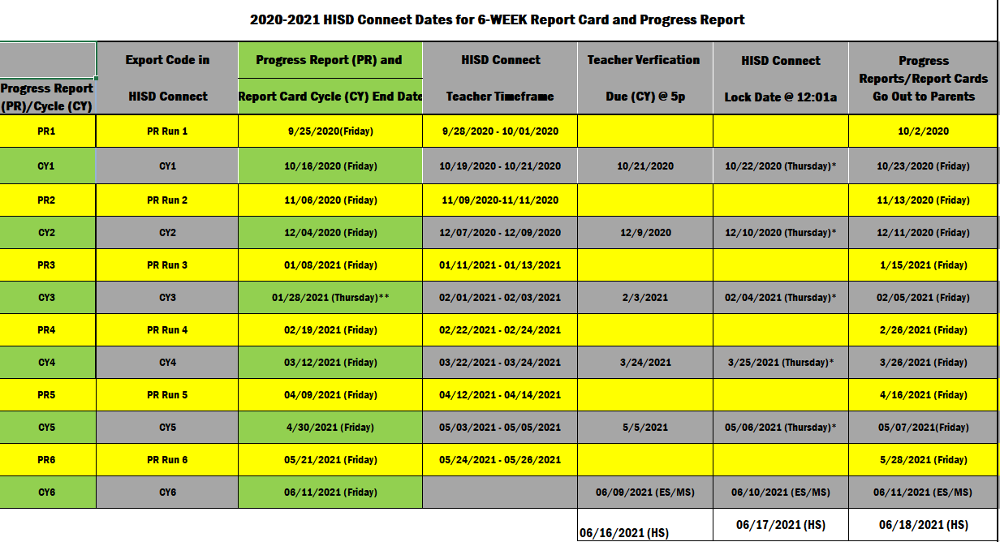 2020-2021 HISD Connect Dates for 6-WEEK Report Card and Progress Report
Export Code in Progress Report (PR) and HISD Connect Teacher Verfication HISD Connect Progress
Progress Report HISD Connect Report Card Cycle (CY) End Date Teacher Timeframe Due (CY) @ 5p Lock Date @ 12:01a Reports/Report Cards
(PR)/Cycle (CY) Go Out to Parents
PR1 PR Run 1 9/25/2020(Friday) 9/28/2020 - 10/01/2020 10/2/2020
CY1 CY1 10/16/2020 (Friday) 10/19/2020 - 10/21/2020 10/21/2020 10/22/2020 (Thursday)* 10/23/2020 (Friday)
PR2 PR Run 2 11/06/2020 (Friday) 11/09/2020-11/11/2020 11/13/2020 (Friday)
CY2 CY2 12/04/2020 (Friday) 12/07/2020 - 12/09/2020 12/9/2020 12/10/2020 (Thursday)* 12/11/2020 (Friday)
PR3 PR Run 3 01/08/2021 (Friday) 01/11/2021 - 01/13/2021 1/15/2021 (Friday)
CY3 CY3 01/28/2021 (Thursday)** 02/01/2021 - 02/03/2021 2/3/2021 02/04/2021 (Thursday)* 02/05/2021 (Friday)
PR4 PR Run 4 02/19/2021 (Friday) 02/22/2021 - 02/24/2021 2/26/2021 (Friday)
CY4 CY4 03/12/2021 (Friday) 03/22/2021 - 03/24/2021 3/24/2021 3/25/2021 (Thursday)* 3/26/2021 (Friday)
PR5 PR Run 5 04/09/2021 (Friday) 04/12/2021 - 04/14/2021 4/16/2021 (Friday)
CY5 CY5 4/30/2021 (Friday) 05/03/2021 - 05/05/2021 5/5/2021 05/06/2021 (Thursday)* 05/07/2021(Friday)
PR6 PR Run 6 05/21/2021 (Friday) 05/24/2021 - 05/26/2021 5/28/2021 (Friday)
CY6 CY6 06/11/2021 (Friday) 06/09/2021 (ES/MS) 06/10/2021 (ES/MS) 06/11/2021 (ES/MS)
06/16/2021 (HS) 06/17/2021 (HS) 06/18/2021 (HS)